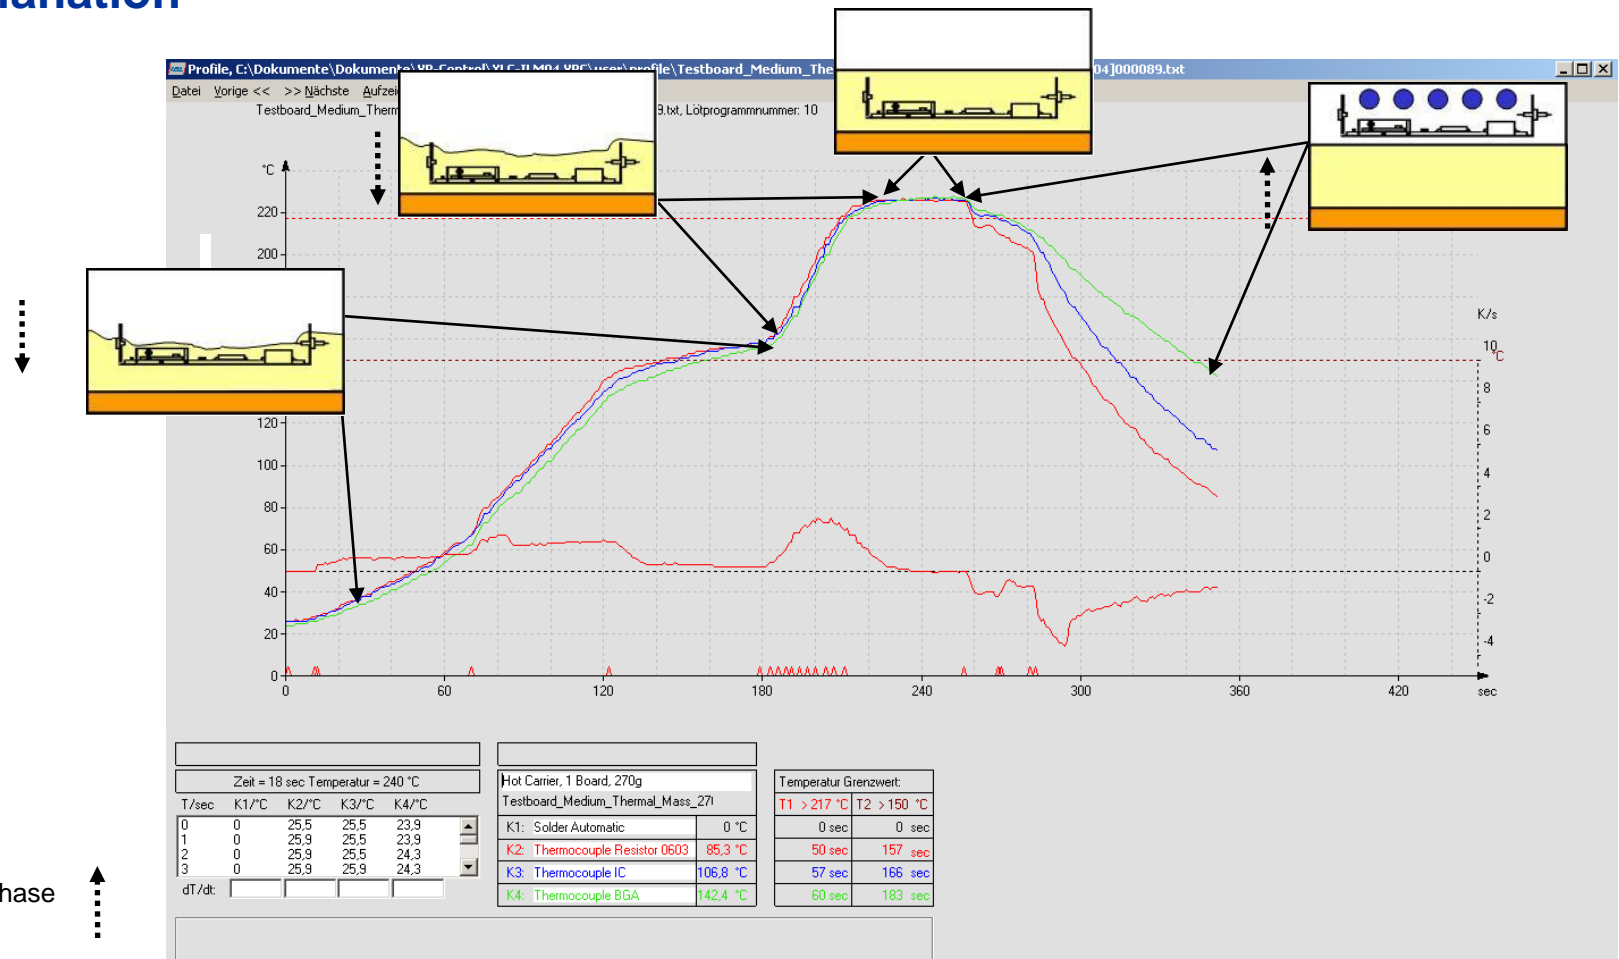 Profile, C:\Dokumente\Dokumente\VP-Control\XLC-ILM04 XPC\user\profile\Testboard_Medium_The 04]000089.txt
Datei Vorige << >> Nächste Aufzei
Testboard_Medium_Therm 9.txt, Lötprogrammnummer: 10
°C
220
200
K/s
10
°C
8
120
6
100
4
80
2
60
0
40
-2
20
-4
0
0 60 120 180 240 300 360 420 sec
Zeit = 18 sec Temperatur = 240 °C
T/sec K1/°C K2/°C K3/°C K4/°C
0 0 25,5 25,5 23,9
1 0 25,9 25,5 23,9
2 0 25,9 25,5 24,3
3 0 25,9 25,9 24,3
dT/dt:
Hot Carrier, 1 Board, 270g
Testboard_Medium_Thermal_Mass_27
K1: Solder Automatic 0 °C
K2: Thermocouple Resistor 0603 85,3 °C
K3: Thermocouple IC 106,8 °C
K4: Thermocouple BGA 142,4 °C
Temperatur Grenzwert:
T1 > 217 °C T2 > 150 °C
0 sec 0 sec
50 sec 157 sec
57 sec 166 sec
60 sec 183 sec
hase